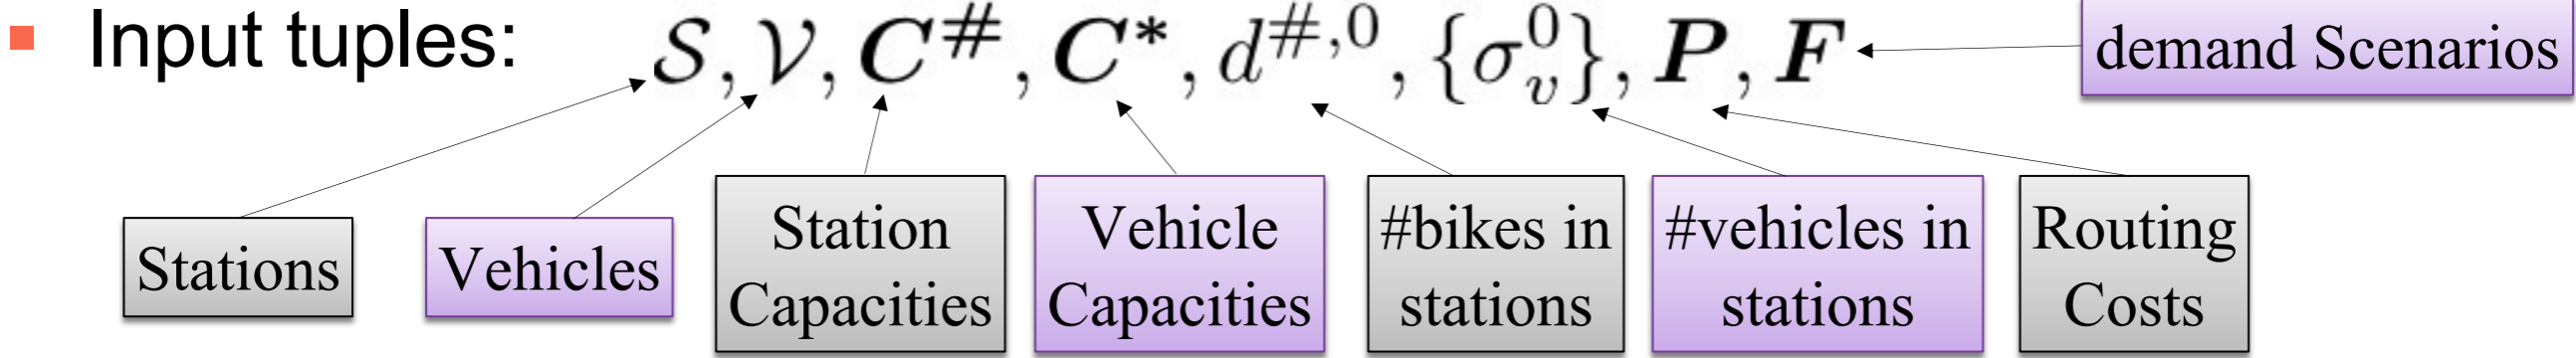 ▪ Input tuples: 𝒮, 𝒱, 𝑪^#, 𝑪^*, d^{#,0}, {σ_v^0}, 𝑷, 𝑭
demand Scenarios
Stations
Vehicles
Station
Capacities
Vehicle
Capacities
#bikes in
stations
#vehicles in
stations
Routing
Costs